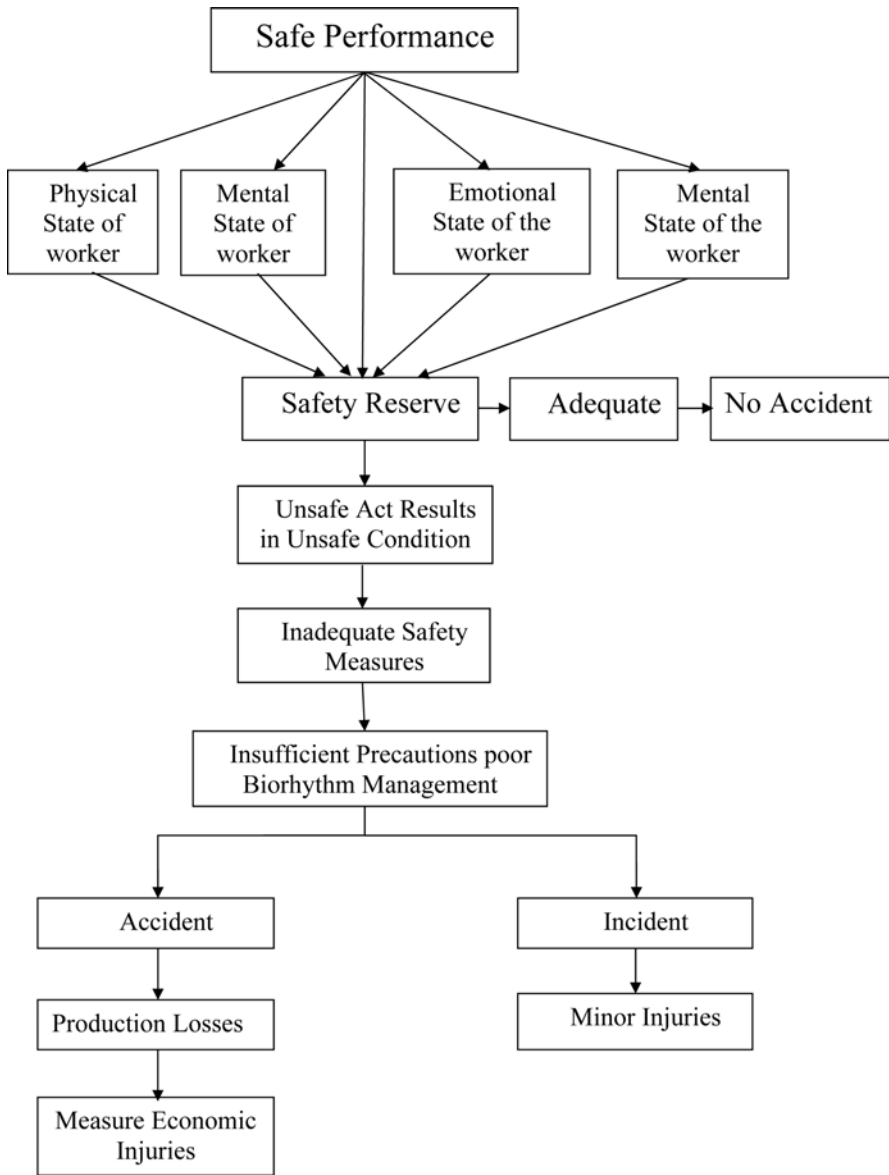 Safe Performance
Physical
State of
worker
Mental
State of
worker
Emotional
State of the
worker
Mental
State of the
worker
Safety Reserve
Adequate
No Accident
Unsafe Act Results
in Unsafe Condition
Inadequate Safety
Measures
Insufficient Precautions poor
Biorhythm Management
Accident
Incident
Production Losses
Minor Injuries
Measure Economic
Injuries